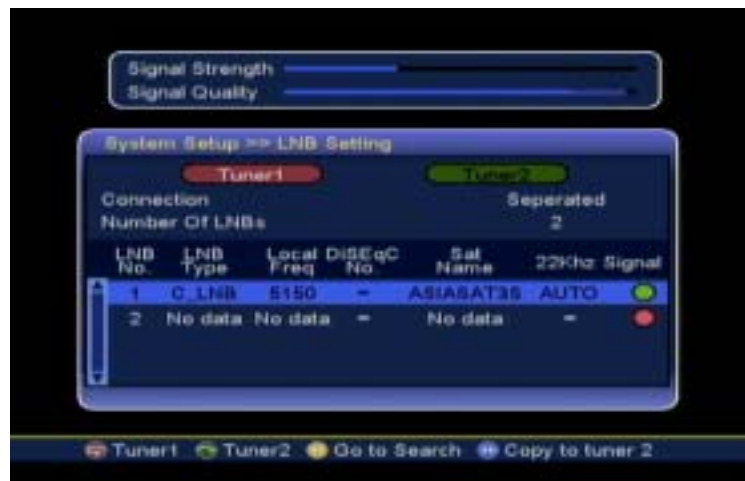 Signal Strength
Signal Quality
System Setup >> LNB Setting
Tuner1 Tuner2
Connection Seperated
Number Of LNBs 2
LNB No. LNB Type Local Freq DiSEqC No. Sat Name 22Khz Signal
1 C_LNB 5150 - ASIASAT3S AUTO
2 No data No data - No data -
Tuner1 Tuner2 Go to Search Copy to tuner 2